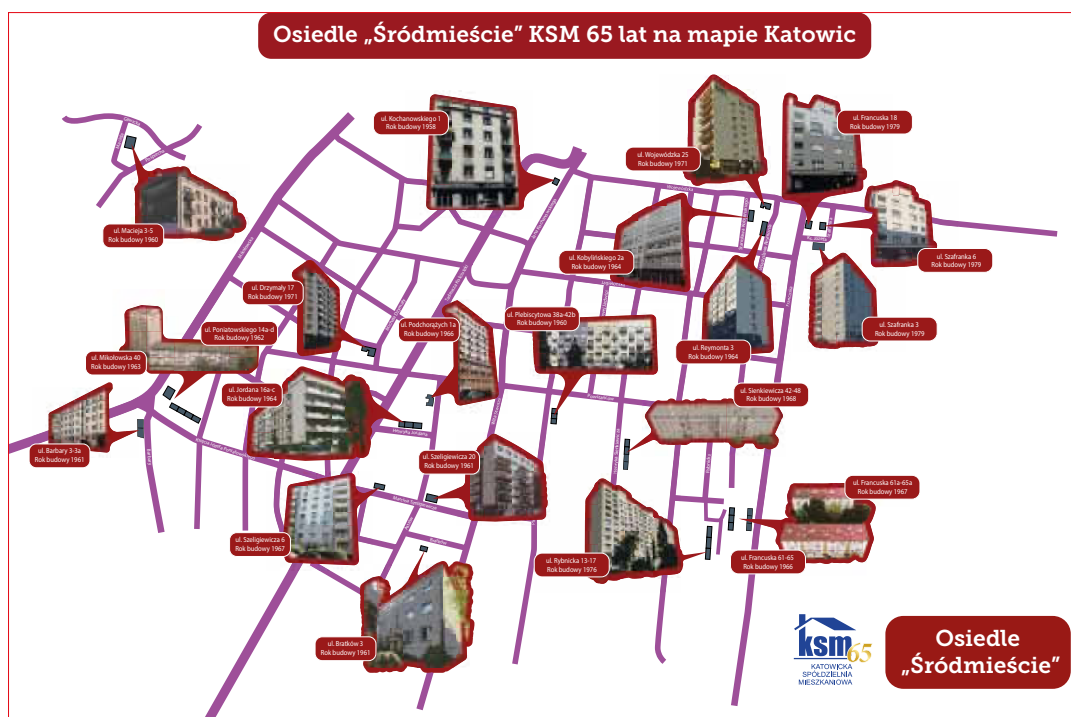 Osiedle „Śródmieście” KSM 65 lat na mapie Katowic
ul. Kochanowskiego 1
Rok budowy 1958
ul. Wojewódzka 25
Rok budowy 1971
ul. Francuska 18
Rok budowy 1979
ul. Macieja 3-5
Rok budowy 1960
ul. Kobylińskiego 2a
Rok budowy 1964
ul. Szafranka 6
Rok budowy 1979
ul. Drzymały 17
Rok budowy 1971
ul. Poniatowskiego 14a-d
Rok budowy 1962
ul. Podchorążych 1a
Rok budowy 1966
ul. Plebiscytowa 38a-42b
Rok budowy 1960
ul. Reymonta 3
Rok budowy 1964
ul. Szafranka 3
Rok budowy 1979
ul. Mikołowska 40
Rok budowy 1963
ul. Jordana 16a-c
Rok budowy 1964
ul. Sienkiewicza 42-48
Rok budowy 1968
ul. Barbary 3-3a
Rok budowy 1961
ul. Szeligiewicza 20
Rok budowy 1961
ul. Szeligiewicza 6
Rok budowy 1967
ul. Rybnicka 13-17
Rok budowy 1976
ul. Francuska 61a-65a
Rok budowy 1967
ul. Francuska 61-65
Rok budowy 1966
ul. Bratków 3
Rok budowy 1961
Wojewódzka
Powstańców
ksm 65
KATOWICKA
SPÓŁDZIELNIA
MIESZKANIOWA
Osiedle
„Śródmieście”